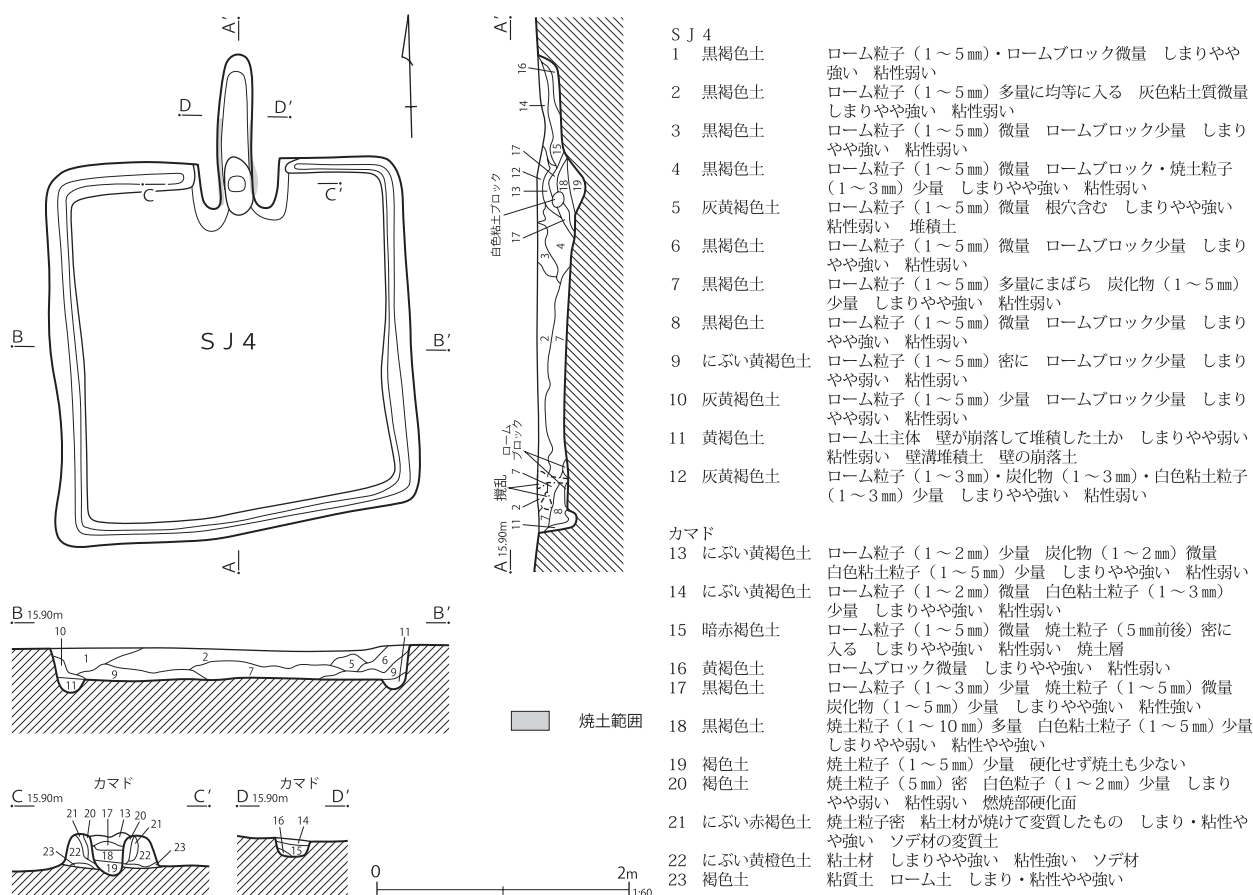 A'
D
D'
C
C'
B
SJ4
B'
A
A'
16
14
17
12
13
白色粘土ブロック
17
15
18
19
3
4
2
7
ローム
ブロック
7
撹乱
2
11
7
8
A 15.90m
B 15.90m
B'
10
11
1
2
5
6
9
7
9
11
焼土範囲
カマド
C 15.90m
C'
21 20 17 13 20 21
23
22
18
22
23
19
D 15.90m
D'
16
14
15
0
2m
1:60
ＳＪ４
1 黒褐色土 ローム粒子（１～５㎜）・ロームブロック微量　しまりやや
強い　粘性弱い
2 黒褐色土 ローム粒子（１～５㎜）多量に均等に入る　灰色粘土質微量
しまりやや強い　粘性弱い
3 黒褐色土 ローム粒子（１～５㎜）微量　ロームブロック少量　しまり
やや強い　粘性弱い
4 黒褐色土 ローム粒子（１～５㎜）微量　ロームブロック・焼土粒子
（１～３㎜）少量　しまりやや強い　粘性弱い
5 灰黄褐色土 ローム粒子（１～５㎜）微量　根穴含む　しまりやや強い
粘性弱い　堆積土
6 黒褐色土 ローム粒子（１～５㎜）微量　ロームブロック少量　しまり
やや強い　粘性弱い
7 黒褐色土 ローム粒子（１～５㎜）多量にまばら　炭化物（１～５㎜）
少量　しまりやや強い　粘性弱い
8 黒褐色土 ローム粒子（１～５㎜）微量　ロームブロック少量　しまり
やや強い　粘性弱い
9 にぶい黄褐色土 ローム粒子（１～５㎜）密に　ロームブロック少量　しまり
やや弱い　粘性弱い
10 灰黄褐色土 ローム粒子（１～５㎜）少量　ロームブロック少量　しまり
やや弱い　粘性弱い
11 黄褐色土 ローム土主体　壁が崩落して堆積した土か　しまりやや弱い
粘性弱い　壁溝堆積土　壁の崩落土
12 灰黄褐色土 ローム粒子（１～３㎜）・炭化物（１～３㎜）・白色粘土粒子
（１～３㎜）少量　しまりやや強い　粘性弱い
カマド
13 にぶい黄褐色土 ローム粒子（１～２㎜）少量　炭化物（１～２㎜）微量
白色粘土粒子（１～５㎜）少量　しまりやや強い　粘性弱い
14 にぶい黄褐色土 ローム粒子（１～２㎜）微量　白色粘土粒子（１～３㎜）
少量　しまりやや強い　粘性弱い
15 暗赤褐色土 ローム粒子（１～５㎜）微量　焼土粒子（５㎜前後）密に
入る　しまりやや強い　粘性弱い　焼土層
16 黄褐色土 ロームブロック微量　しまりやや強い　粘性弱い
17 黒褐色土 ローム粒子（１～３㎜）少量　焼土粒子（１～５㎜）微量
炭化物（１～５㎜）少量　しまりやや強い　粘性強い
18 黒褐色土 焼土粒子（１～10㎜）多量　白色粘土粒子（１～５㎜）少量
しまりやや弱い　粘性やや強い
19 褐色土 焼土粒子（１～５㎜）少量　硬化せず焼土も少ない
20 褐色土 焼土粒子（５㎜）密　白色粒子（１～２㎜）少量　しまり
やや弱い　粘性弱い　燃焼部硬化面
21 にぶい赤褐色土 焼土粒子密　粘土材が焼けて変質したもの　しまり・粘性や
や強い　ソデ材の変質土
22 にぶい黄橙色土 粘土材　しまりやや強い　粘性強い　ソデ材
23 褐色土 粘質土　ローム土　しまり・粘性やや強い